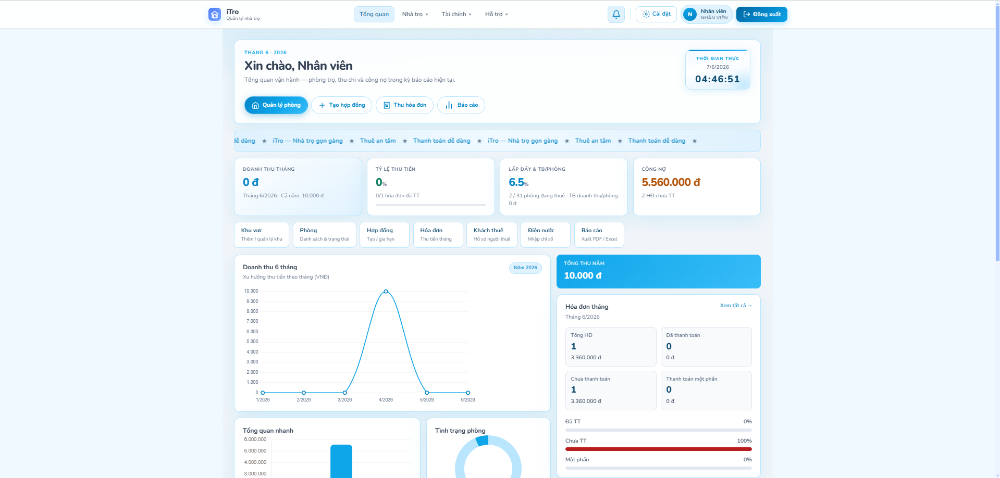 iTro
Quản lý nhà trọ
Tổng quan
Nhà trọ
Tài chính
Hỗ trợ
Cài đặt
N
Nhân viên
NHÂN VIÊN
Đăng xuất
THÁNG 6 · 2026
Xin chào, Nhân viên
Tổng quan vận hành — phòng trọ, thu chi và công nợ trong kỳ báo cáo hiện tại.
THỜI GIAN THỰC
7/6/2026
04:46:51
Quản lý phòng
Tạo hợp đồng
Thu hóa đơn
Báo cáo
dễ dàng ★ iTro — Nhà trọ gọn gàng ★ Thuê an tâm ★ Thanh toán dễ dàng ★ iTro — Nhà trọ gọn gàng ★ Thuê an tâm ★ Thanh toán dễ dàng ★
DOANH THU THÁNG
0 đ
Tháng 6/2026 · Cả năm: 10.000 đ
TỶ LỆ THU TIỀN
0%
0/1 hóa đơn đã TT
LẤP ĐẦY & TB/PHÒNG
6.5%
2 / 31 phòng đang thuê · TB doanh thu/phòng:
0 đ
CÔNG NỢ
5.560.000 đ
2 HĐ chưa TT
Khu vực
Thêm / quản lý khu
Phòng
Danh sách & trạng thái
Hợp đồng
Tạo / gia hạn
Hóa đơn
Thu tiền tháng
Khách thuê
Hồ sơ người thuê
Điện nước
Nhập chỉ số
Báo cáo
Xuất PDF / Excel
Doanh thu 6 tháng
Xu hướng thu tiền theo tháng (VNĐ)
Năm 2026
10.000
9.000
8.000
7.000
6.000
5.000
4.000
3.000
2.000
1.000
0
1/2026
2/2026
3/2026
4/2026
5/2026
6/2026
TỔNG THU NĂM
10.000 đ
Hóa đơn tháng
Xem tất cả →
Tháng 6/2026
Tổng HĐ
1
3.360.000 đ
Đã thanh toán
0
0 đ
Chưa thanh toán
1
3.360.000 đ
Thanh toán một phần
0
0 đ
Đã TT
0%
Chưa TT
100%
Một phần
0%
Tổng quan nhanh
6.000.000
5.000.000
4.000.000
3.000.000
Tình trạng phòng